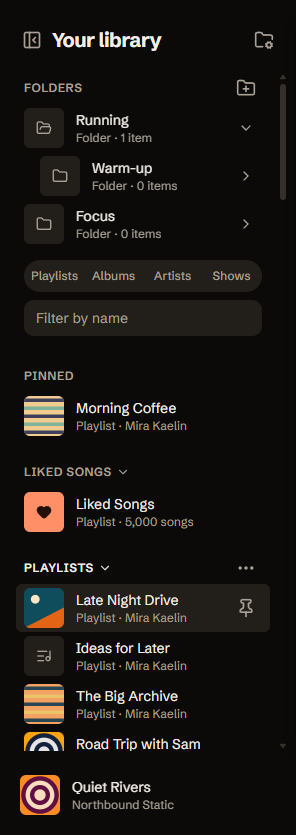 Your library
FOLDERS
Running
Folder · 1 item
Warm-up
Folder · 0 items
Focus
Folder · 0 items
Playlists Albums Artists Shows
Filter by name
PINNED
Morning Coffee
Playlist · Mira Kaelin
LIKED SONGS
Liked Songs
Playlist · 5,000 songs
PLAYLISTS
Late Night Drive
Playlist · Mira Kaelin
Ideas for Later
Playlist · Mira Kaelin
The Big Archive
Playlist · Mira Kaelin
Road Trip with Sam
Quiet Rivers
Northbound Static